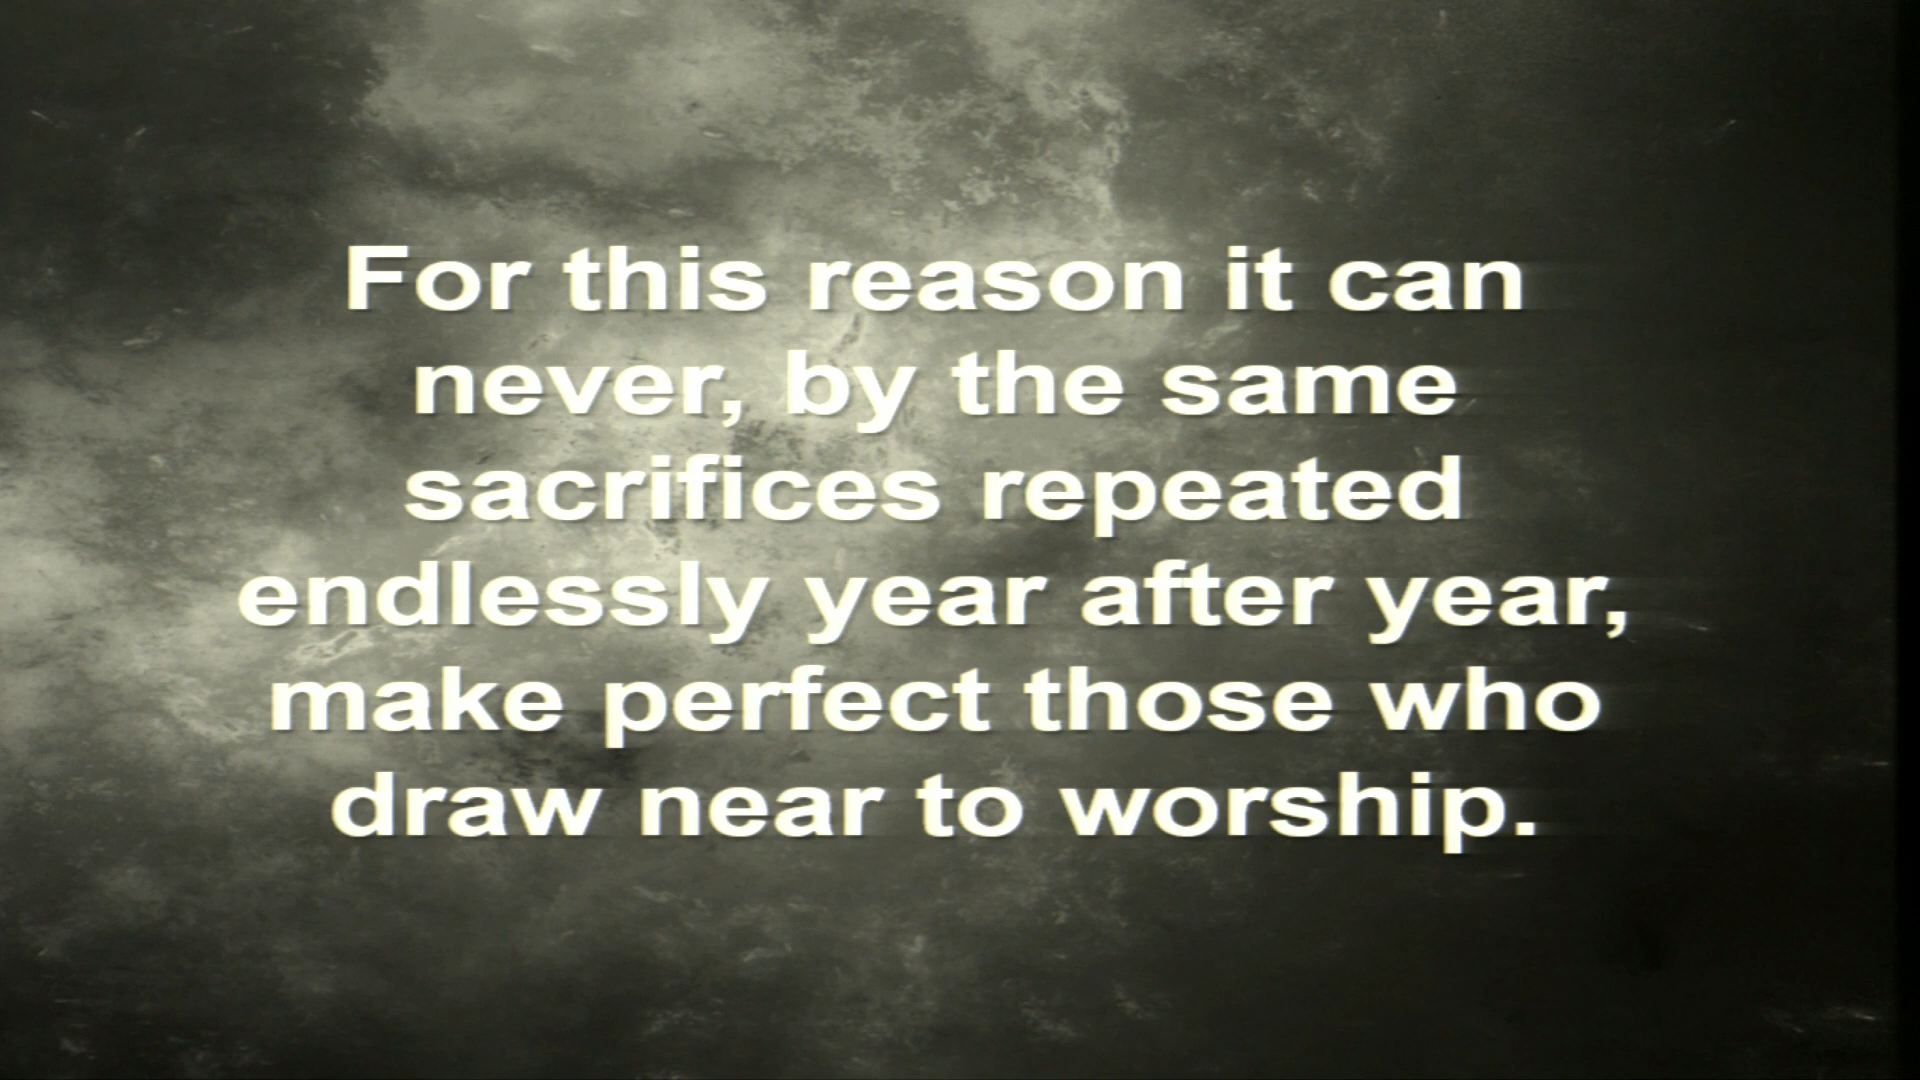 For this reason it can
never, by the same
sacrifices repeated
endlessly year after year,
make perfect those who
draw near to worship.